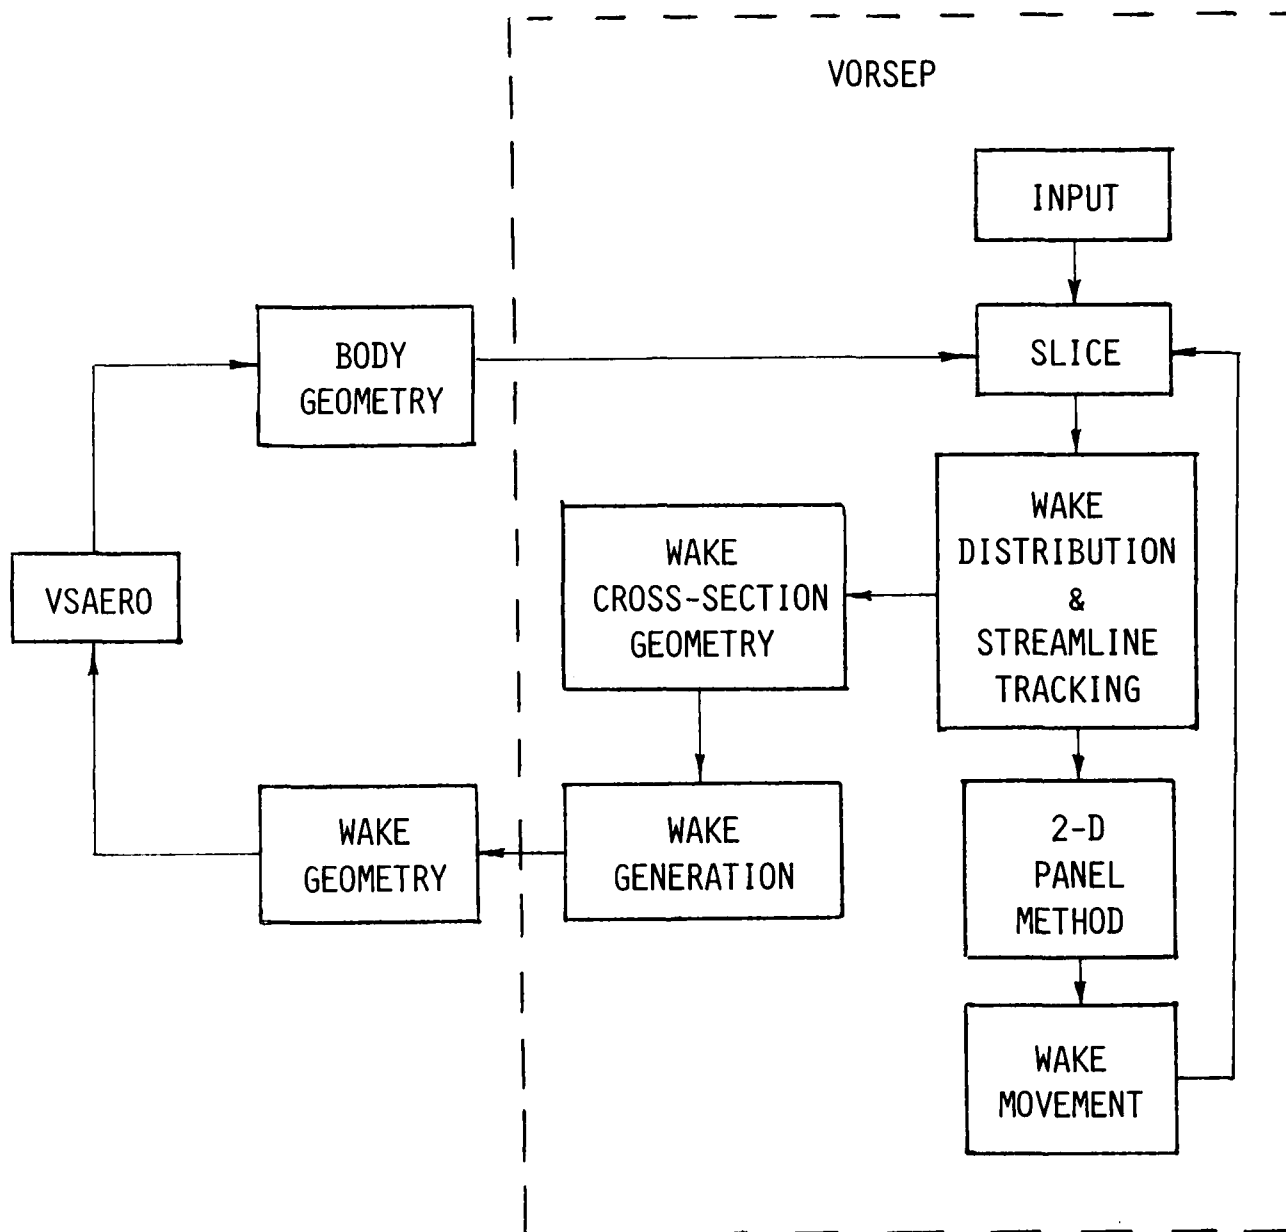 VORSEP
INPUT
BODY
GEOMETRY
SLICE
WAKE
DISTRIBUTION
&
STREAMLINE
TRACKING
WAKE
CROSS-SECTION
GEOMETRY
VSAERO
WAKE
GEOMETRY
WAKE
GENERATION
2-D
PANEL
METHOD
WAKE
MOVEMENT